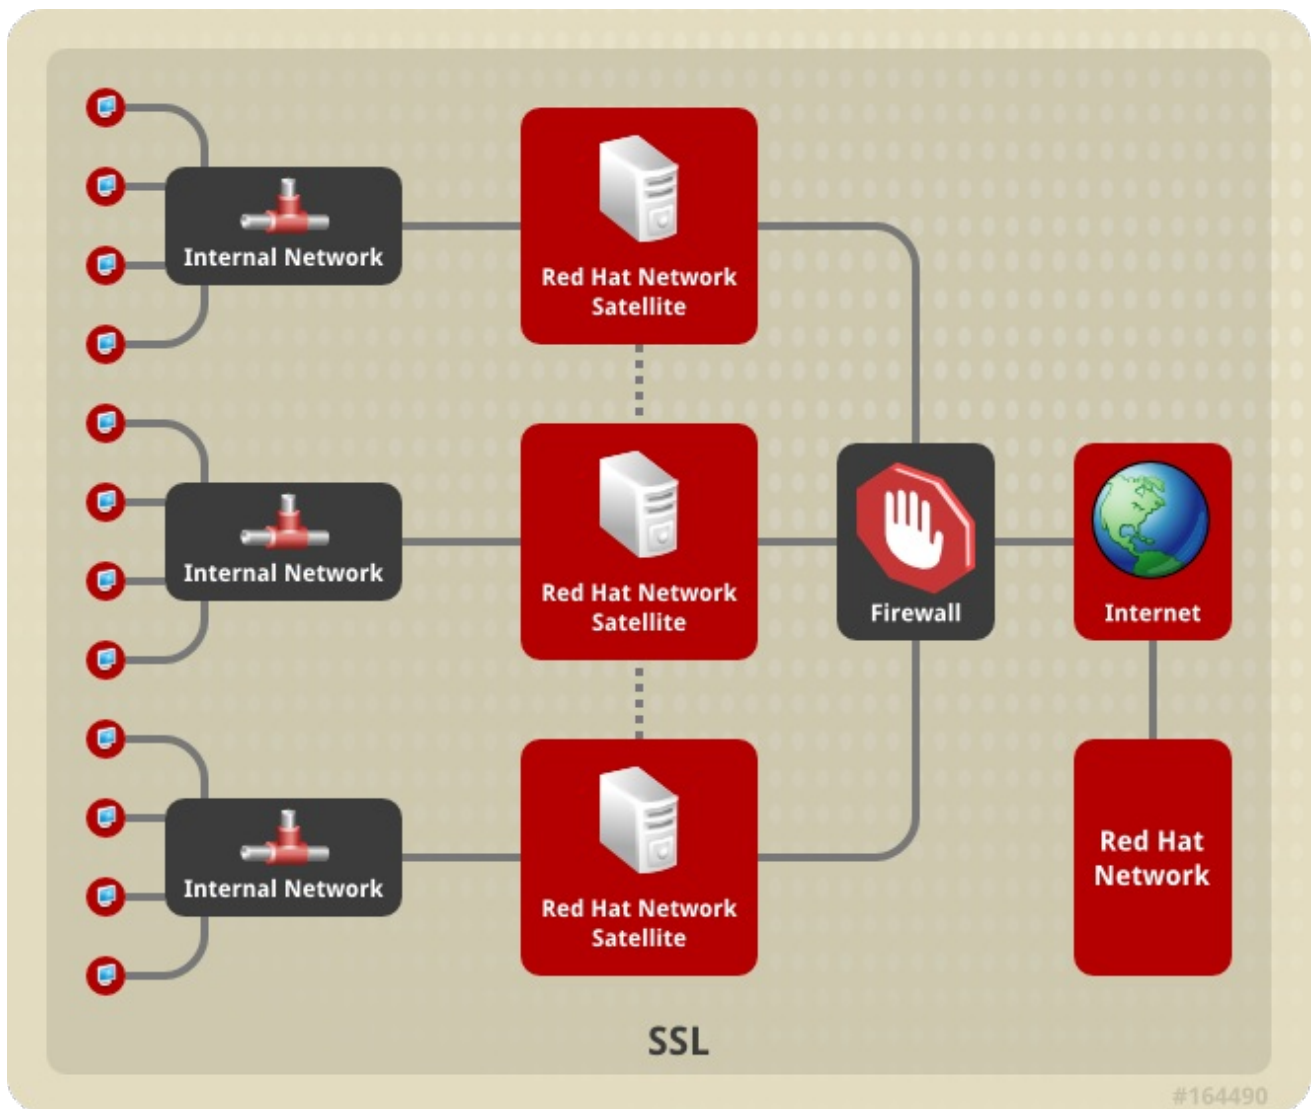 Internal Network
Red Hat Network
Satellite
Internal Network
Red Hat Network
Satellite
Firewall
Internet
Internal Network
Red Hat Network
Satellite
Red Hat
Network
SSL
#164490